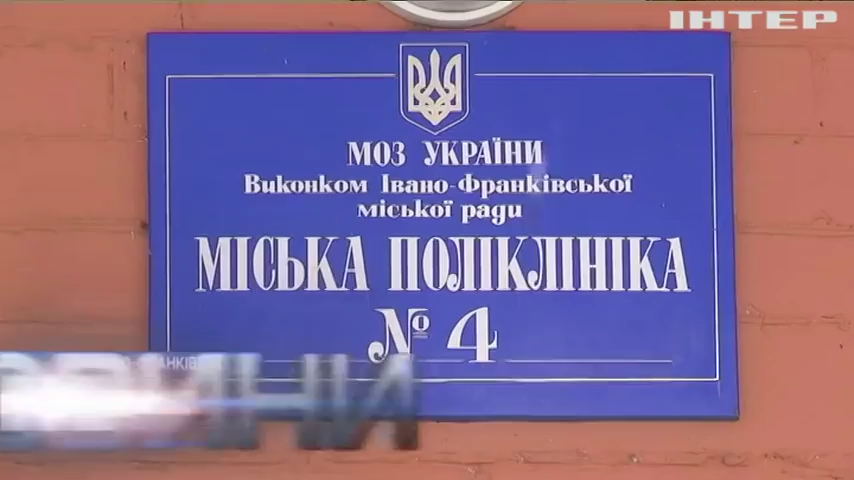 ІНТЕР
МОЗ УКРАЇНИ
Виконком Івано-Франківської
міської ради
МІСЬКА ПОЛІКЛІНІКА
№ 4